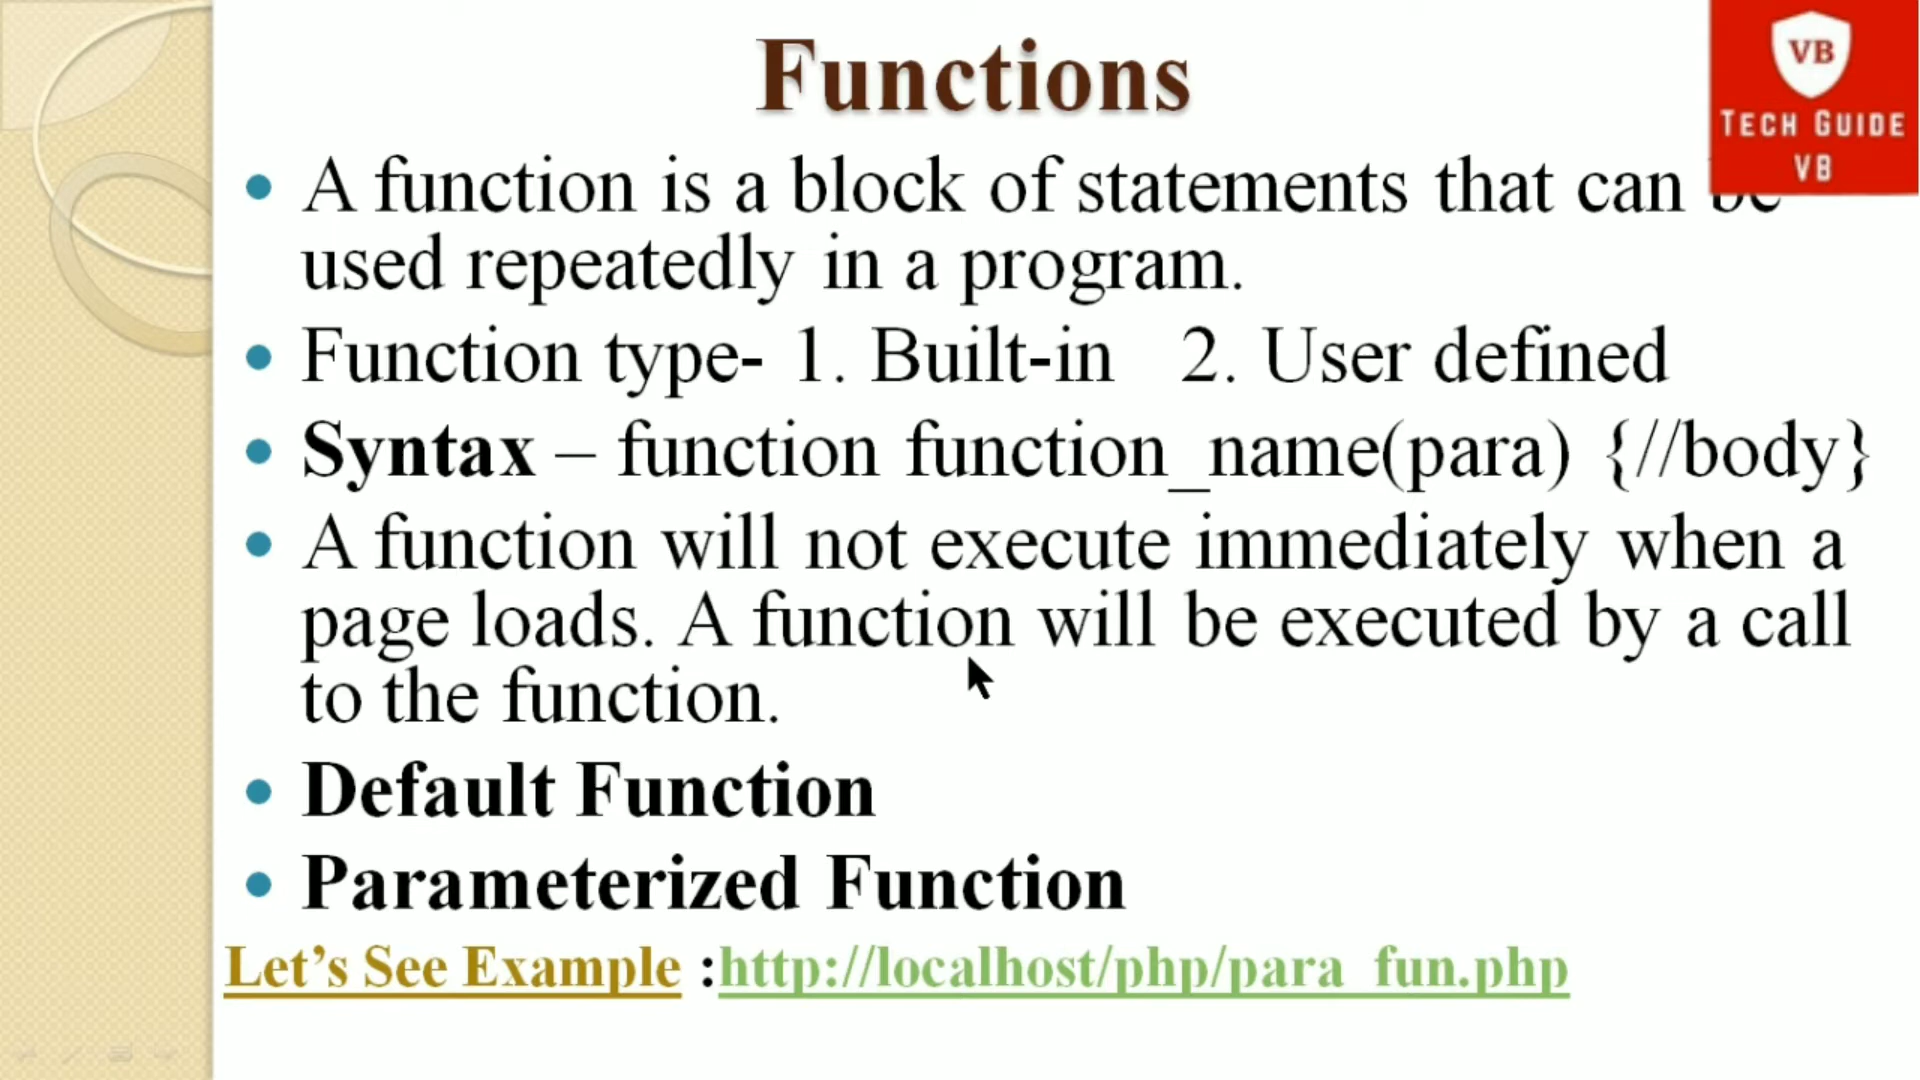 Functions
VB
TECH GUIDE
VB
• A function is a block of statements that can be
used repeatedly in a program.
• Function type- 1. Built-in 2. User defined
• Syntax – function function_name(para) {//body}
• A function will not execute immediately when a
page loads. A function will be executed by a call
to the function.
• Default Function
• Parameterized Function
Let’s See Example :http://localhost/php/para_fun.php